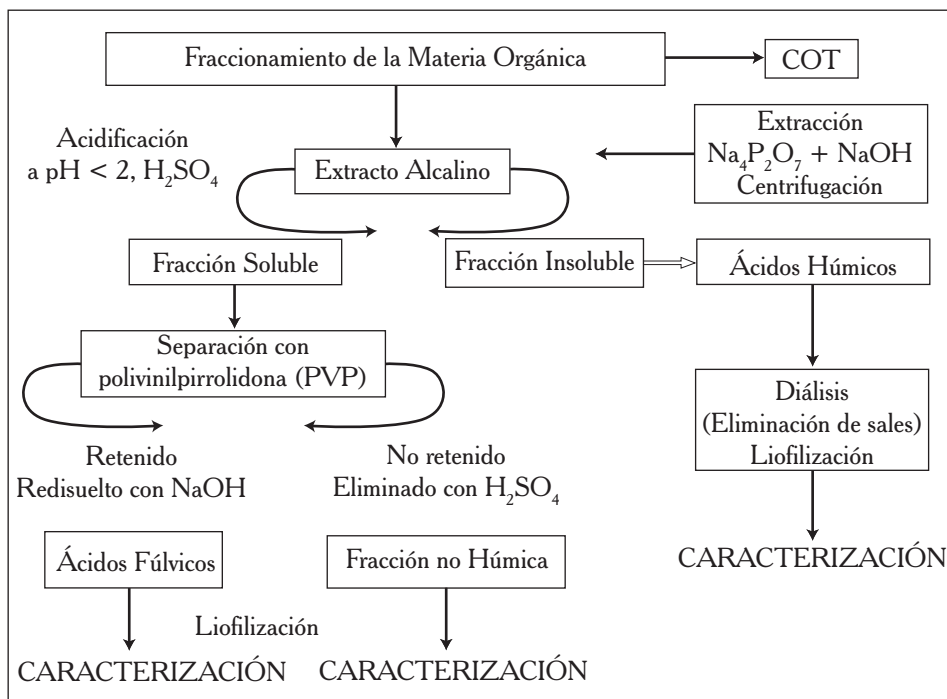 Fraccionamiento de la Materia Orgánica
COT
Acidificación
a pH < 2, H₂SO₄
Extracto Alcalino
Extracción
Na₄P₂O₇ + NaOH
Centrifugación
Fracción Soluble
Fracción Insoluble
Ácidos Húmicos
Separación con
polivinilpirrolidona (PVP)
Diálisis
(Eliminación de sales)
Liofilización
Retenido
Redisuelto con NaOH
No retenido
Eliminado con H₂SO₄
Ácidos Fúlvicos
Fracción no Húmica
CARACTERIZACIÓN
Liofilización
CARACTERIZACIÓN
CARACTERIZACIÓN